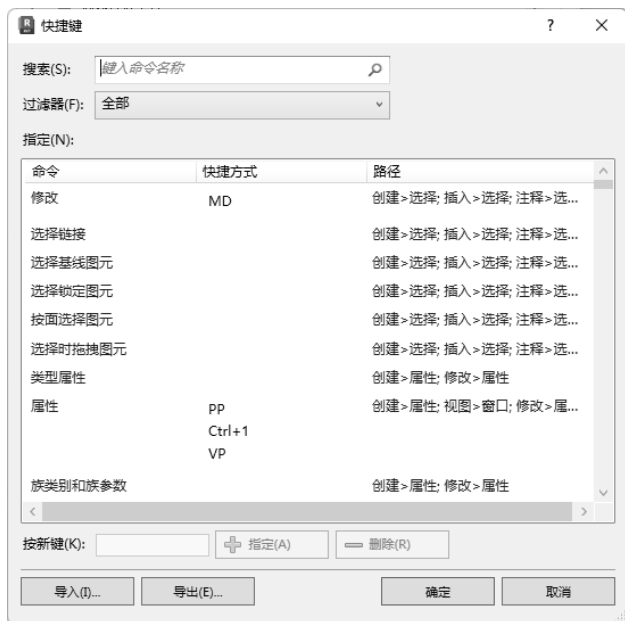 快捷键
搜索(S): 键入命令名称
过滤器(F): 全部
指定(N):
命令 快捷方式 路径
修改 MD 创建>选择; 插入>选择; 注释>选...
选择链接 创建>选择; 插入>选择; 注释>选...
选择基线图元 创建>选择; 插入>选择; 注释>选...
选择锁定图元 创建>选择; 插入>选择; 注释>选...
按面选择图元 创建>选择; 插入>选择; 注释>选...
选择时拖拽图元 创建>选择; 插入>选择; 注释>选...
类型属性 创建>属性; 修改>属性
属性 PP 创建>属性; 视图>窗口; 修改>属...
Ctrl+1
VP
族类别和族参数 创建>属性; 修改>属性
按新键(K): 指定(A) 删除(R)
导入(I)... 导出(E)... 确定 取消